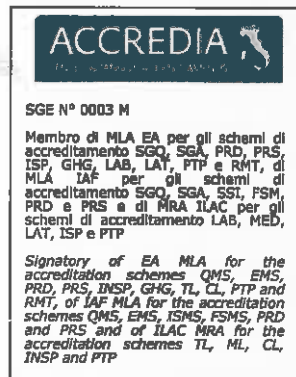 ACCREDIA
SGE N° 0003 M
Membro di MLA EA per gli schemi di
accreditamento SGQ, SGA, PRD, PRS,
ISP, GHG, LAB, LAT, PTP e RMT, di
MLA IAF per gli schemi di
accreditamento SGQ, SGA, SSI, FSM,
PRD e PRS e di MRA ILAC per gli
schemi di accreditamento LAB, MED,
LAT, ISP e PTP
Signatory of EA MLA for the
accreditation schemes QMS, EMS,
PRD, PRS, INSP, GHG, TL, CL, PTP and
RMT, of IAF MLA for the accreditation
schemes QMS, EMS, ISMS, FSMS, PRD
and PRS and of ILAC MRA for the
accreditation schemes TL, ML, CL,
INSP and PTP